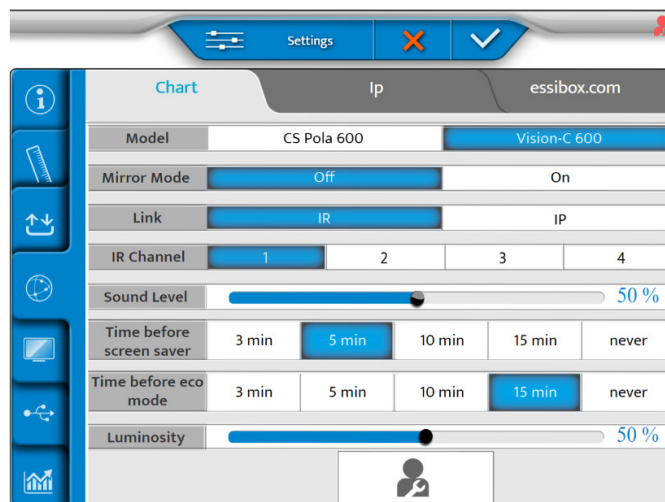 Settings
Chart Ip essibox.com
Model CS Pola 600 Vision-C 600
Mirror Mode Off On
Link IR IP
IR Channel 1 2 3 4
Sound Level 50 %
Time before
screen saver 3 min 5 min 10 min 15 min never
Time before eco
mode 3 min 5 min 10 min 15 min never
Luminosity 50 %